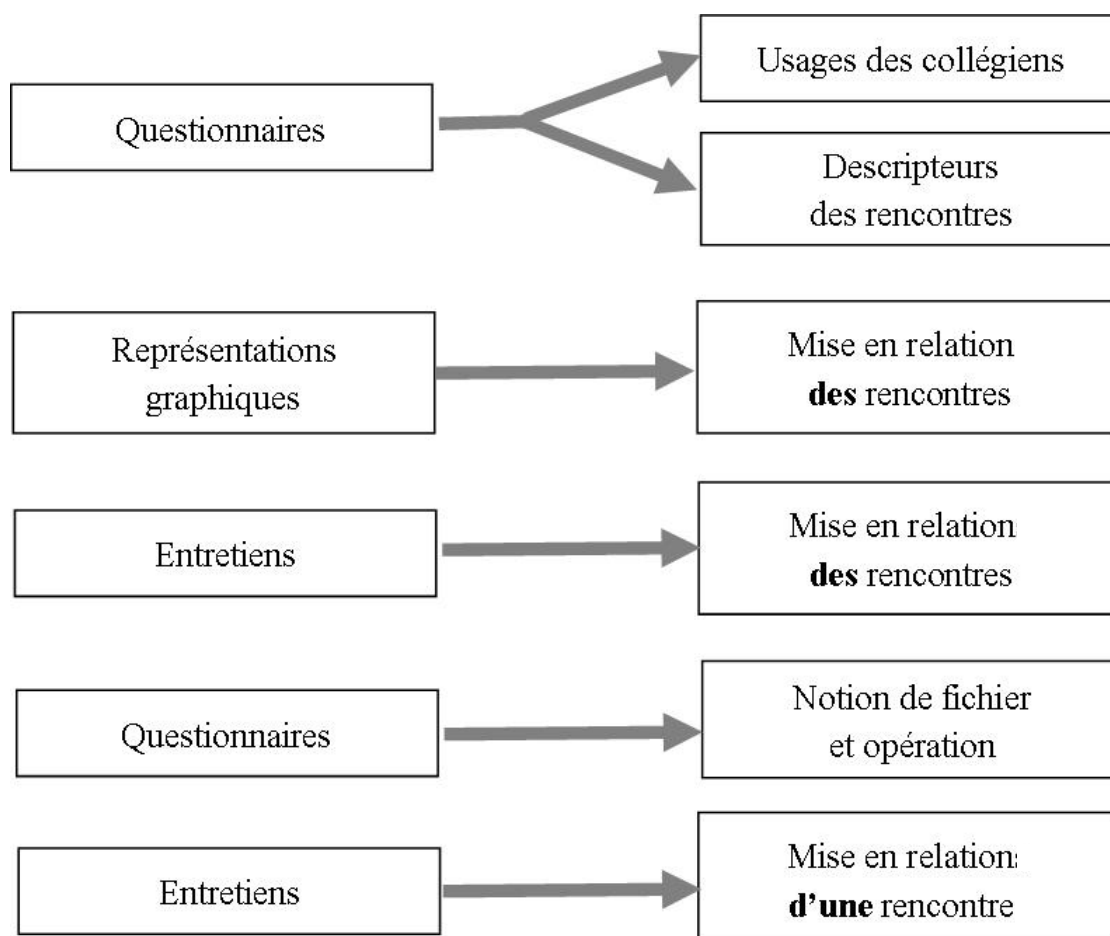 Questionnaires
Usages des collégiens
Descripteurs
des rencontres
Représentations
graphiques
Mise en relation
des rencontres
Entretiens
Mise en relation
des rencontres
Questionnaires
Notion de fichier
et opération
Entretiens
Mise en relation
d'une rencontre